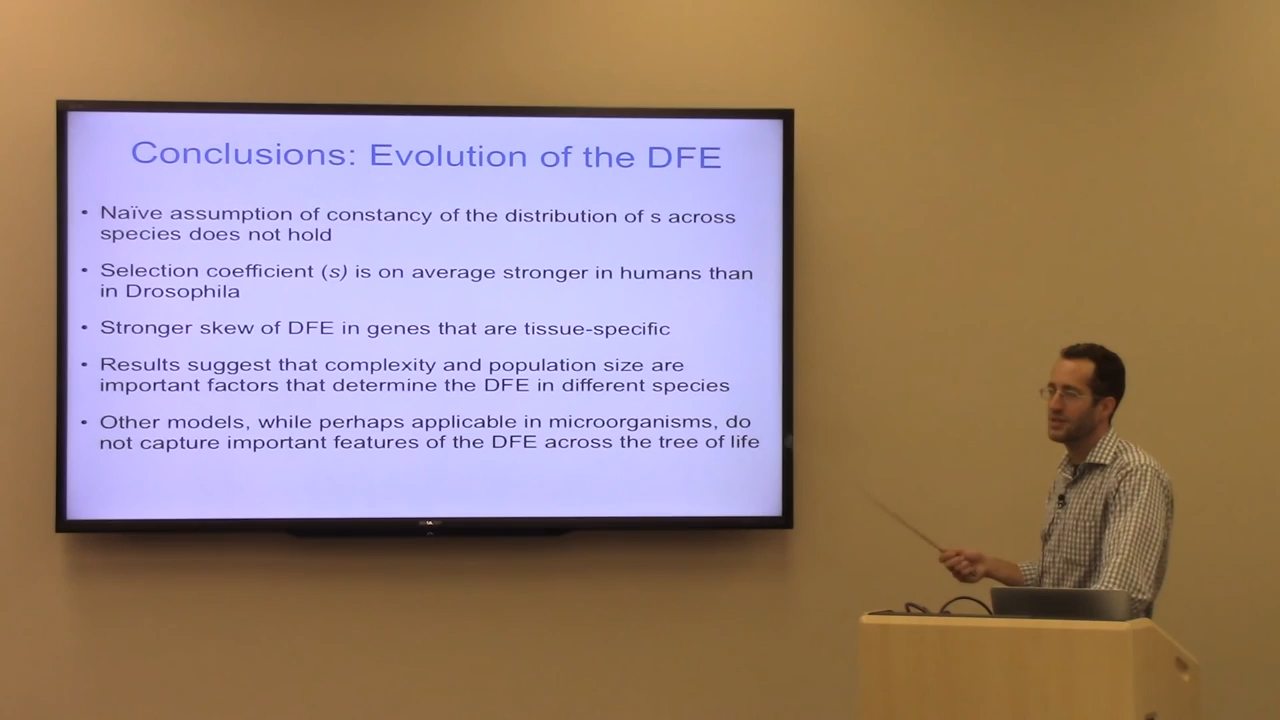 Conclusions: Evolution of the DFE
• Naïve assumption of constancy of the distribution of s across
species does not hold
• Selection coefficient (s) is on average stronger in humans than
in Drosophila
• Stronger skew of DFE in genes that are tissue-specific
• Results suggest that complexity and population size are
important factors that determine the DFE in different species
• Other models, while perhaps applicable in microorganisms, do
not capture important features of the DFE across the tree of life
SHARP